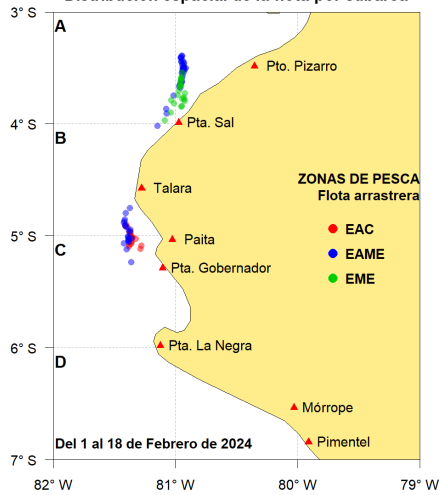 3° S
A
Pto. Pizarro
4° S
Pta. Sal
B
ZONAS DE PESCA
Flota arrastrera
Talara
EAC
5° S
Paita
C
EAME
Pta. Gobernador
EME
6° S
Pta. La Negra
D
Mórrope
Del 1 al 18 de Febrero de 2024
Pimentel
7° S
82° W
81° W
80° W
79° W